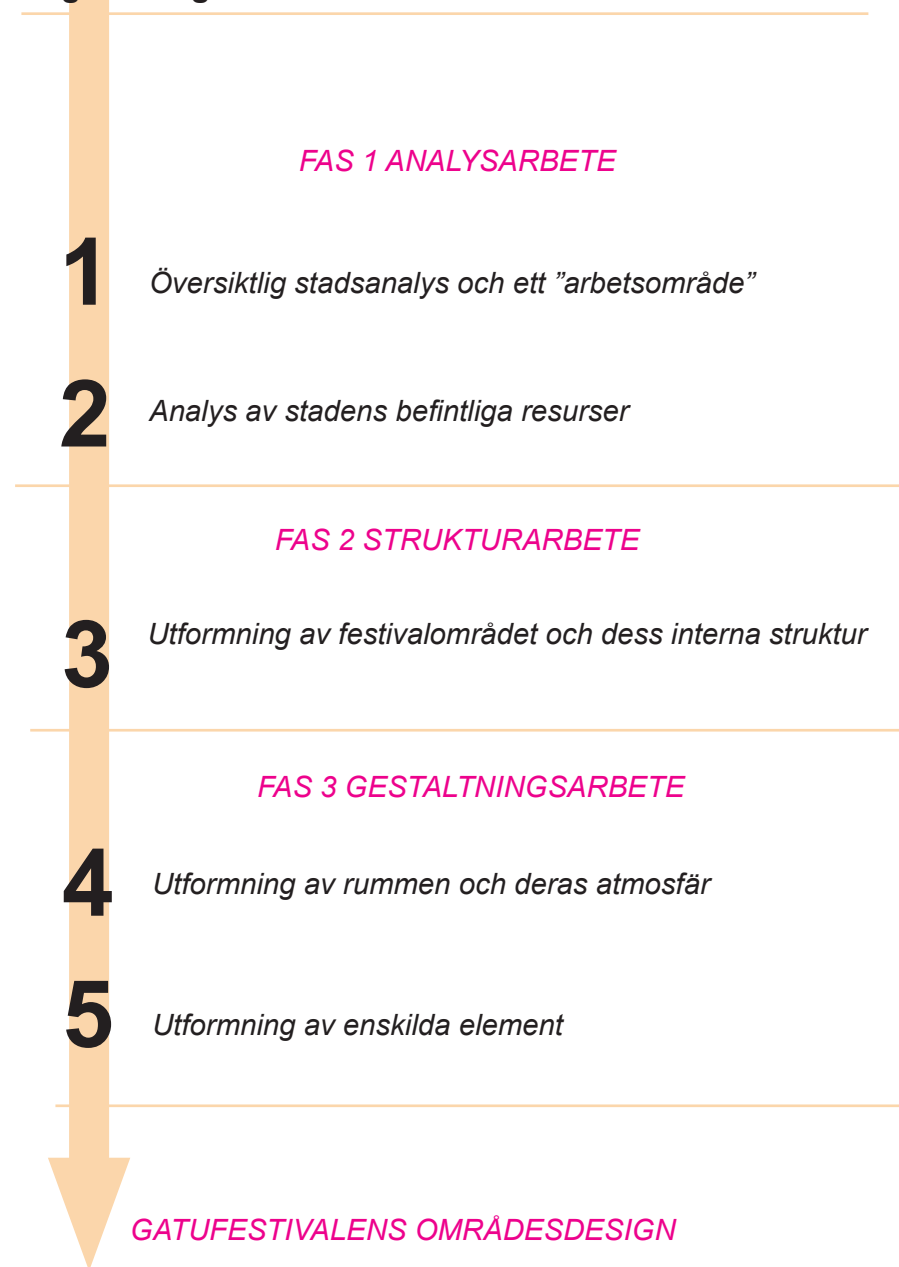 FAS 1 ANALYSARBETE
1
Översiktlig stadsanalys och ett ”arbetsområde”
2
Analys av stadens befintliga resurser
FAS 2 STRUKTURARBETE
3
Utformning av festivalområdet och dess interna struktur
FAS 3 GESTALTNINGSARBETE
4
Utformning av rummen och deras atmosfär
5
Utformning av enskilda element
GATUFESTIVALENS OMRÅDESDESIGN